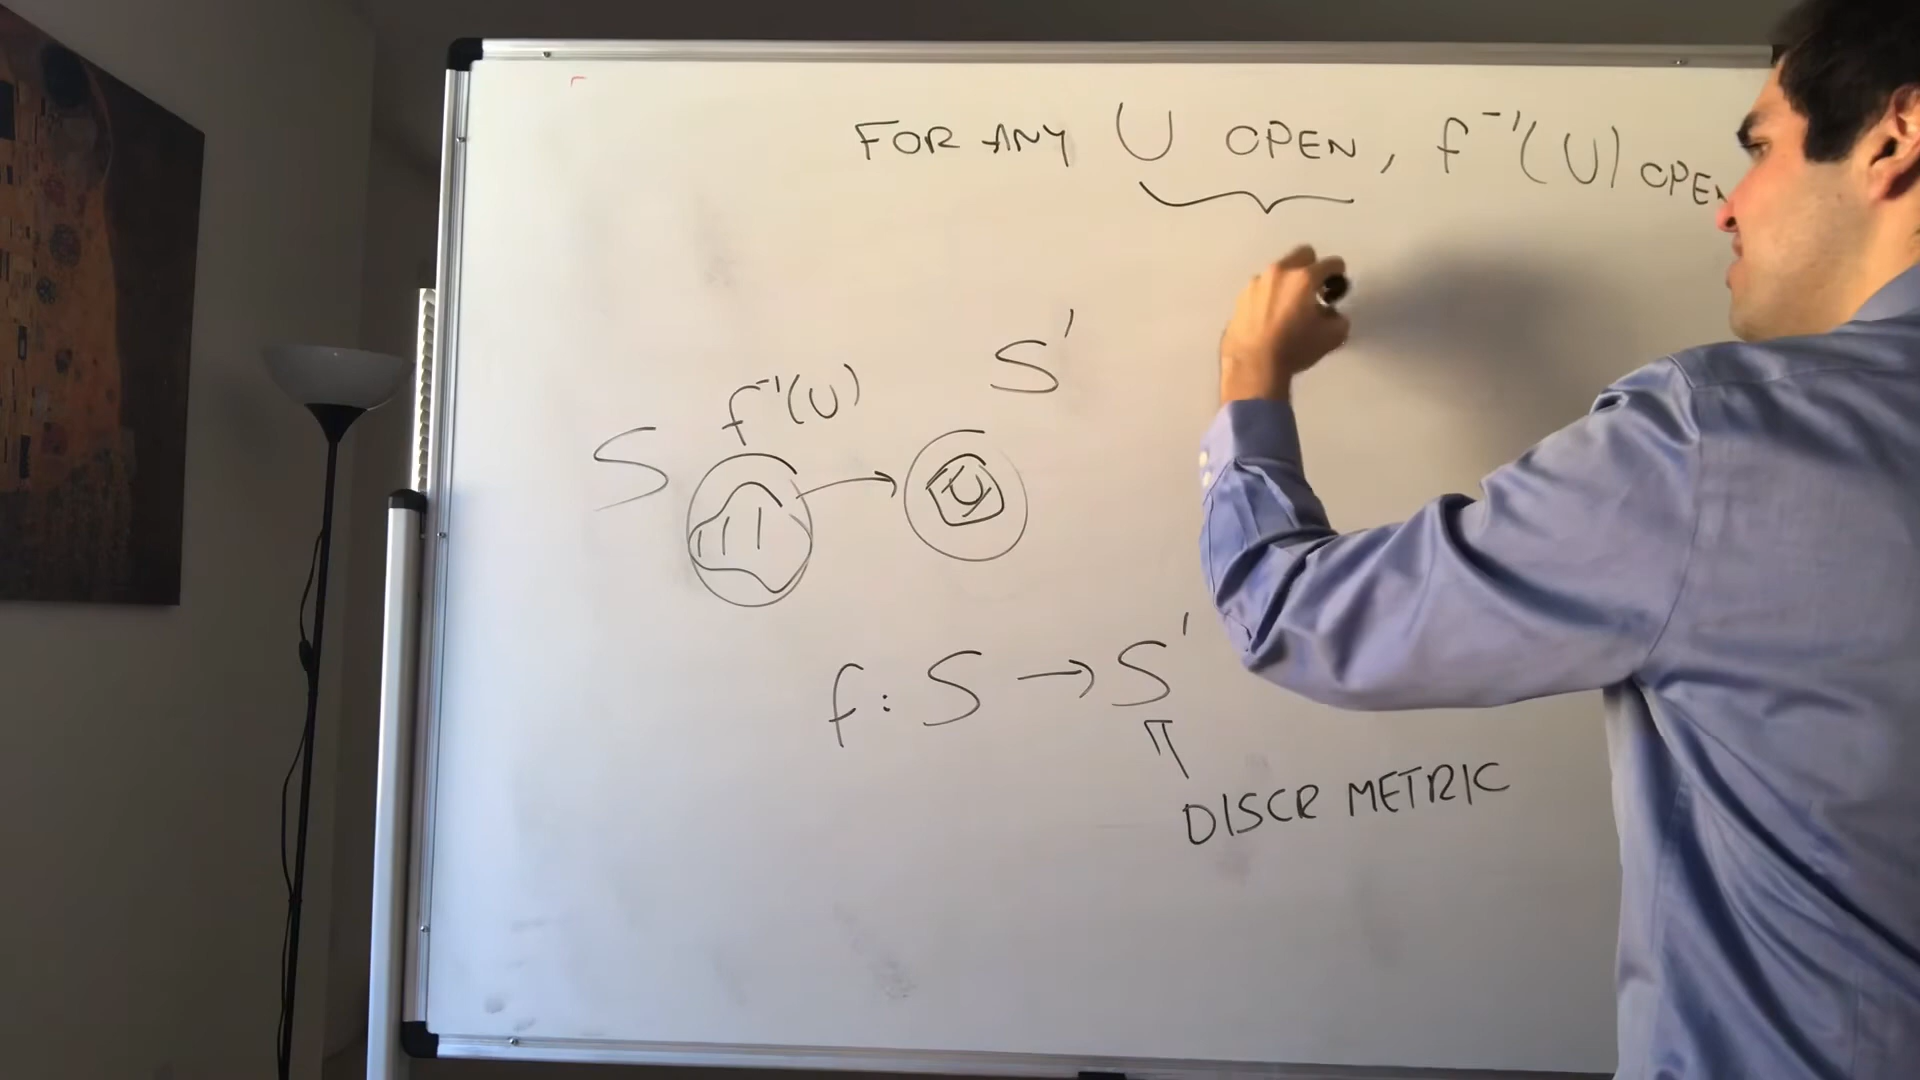 FOR ANY U OPEN, f⁻¹(U) OPEN
S'
f⁻¹(U)
S
U
f: S → S'
DISCR METRIC